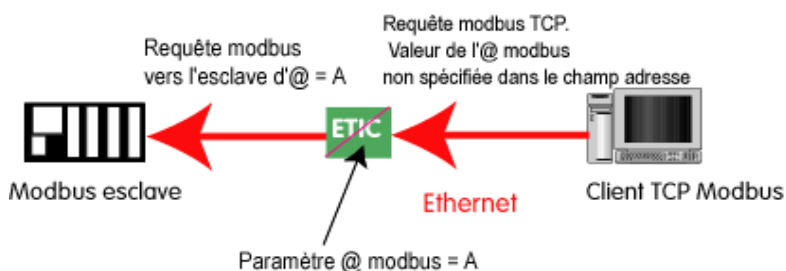 Requête modbus TCP.
Valeur de l'@ modbus
non spécifiée dans le champ adresse
Requête modbus
vers l'esclave d'@ = A
ETIC
Modbus esclave
Ethernet
Client TCP Modbus
Paramètre @ modbus = A